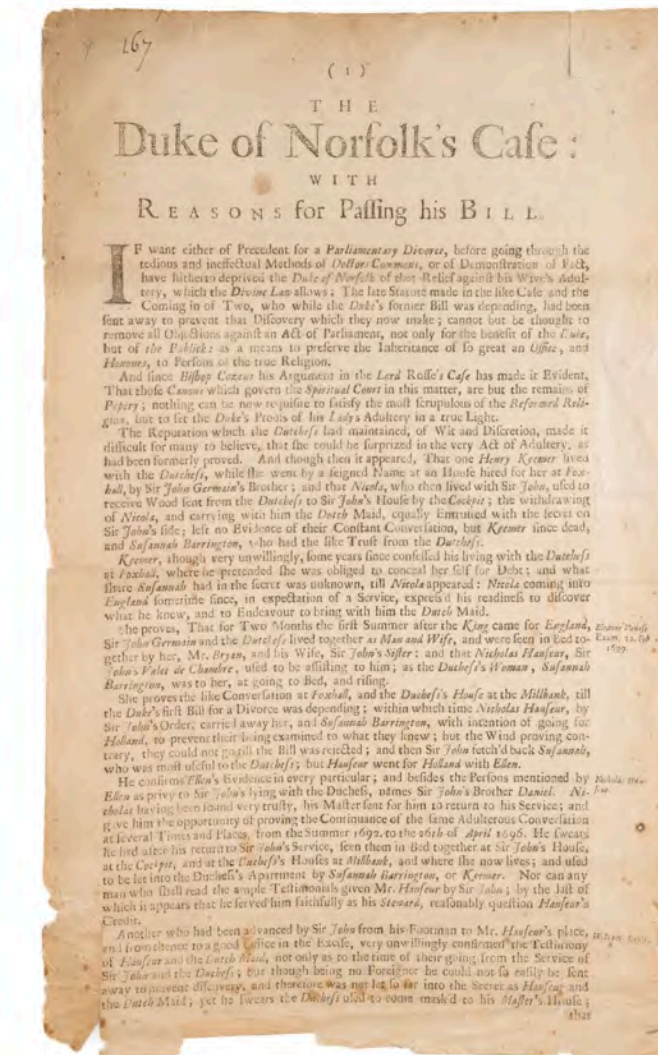 167
( 1 )
THE
Duke of Norfolk's Caſe:
WITH
REASONS for Paſſing his BILL.
IF want either of Precedent for a Parliamentary Divorce, before going through the
tedious and ineffectual Methods of Doctors Commons, or of Demonſtration of Fact,
have hitherto deprived the Duke of Norfolk of that Relief againſt his Wive's Adul-
tery, which the Divine Law allows; The late Statute made in the like Caſe and the
Coming in of Two, who while the Duke's former Bill was depending, had been
ſent away to prevent that Diſcovery which they now make; cannot but be thought to
remove all Objections againſt an Act of Parliament, not only for the benefit of the Duke,
but of the Publick: as a means to preſerve the Inheritance of ſo great an Office, and
Honours, to Perſons of the true Religion.
And ſince Biſhop Cozens his Argument in the Lord Roſſe's Caſe has made it Evident,
That thoſe Canons which govern the Spiritual Court in this matter, are but the remains of
Popery; nothing can be now requiſite to ſatisfy the moſt ſcrupulous of the Reformed Reli-
gion, but to ſet the Duke's Proofs of his Lady's Adultery in a true Light.
The Reputation which the Dutcheſs had maintained, of Wit and Diſcretion, made it
difficult for many to believe, that ſhe could be ſurprized in the very Act of Adultery, as
had been formerly proved. And though then it appeared, That one Henry Keemer lived
with the Dutcheſs, while ſhe went by a feigned Name at an Houſe hired for her at Fox-
hall, by Sir John Germain's Brother; and that Nicola, who then lived with Sir John, uſed to
receive Wood ſent from the Dutcheſs to Sir John's Houſe by the Cockpit; the withdrawing
of Nicola, and carrying with him the Dutch Maid, equally Entruſted with the ſecret on
Sir John's ſide; left no Evidence of their Conſtant Converſation, but Keemer ſince dead,
and Suſannah Barrington, who had the like Truſt from the Dutcheſs.
Keemer, though very unwillingly, ſome years ſince confeſſed his living with the Dutcheſs
at Foxhall, where he pretended ſhe was obliged to conceal her ſelf for Debt; and what
ſhare Suſannah had in the ſecret was unknown, till Nicola appeared: Nicola coming into
England ſometime ſince, in expectation of a Service, expreſs'd his readineſs to diſcover
what he knew, and to Endeavour to bring with him the Dutch Maid.
She proves, That for Two Months the firſt Summer after the King came for England,
Sir John Germain and the Dutcheſs lived together as Man and Wife, and were ſeen in Bed to-
gether by her, Mr. Bryan, and his Wife, Sir John's Siſter: and that Nicholas Hauſeur, Sir
John's Valet de Chambre, uſed to be aſſiſting to him; as the Dutcheſs's Woman, Suſannah
Barrington, was to her, at going to Bed, and riſing.
1699.
She proves the like Converſation at Foxhall, and the Ducheſs's Houſe at the Millbank, till
the Duke's firſt Bill for a Divorce was depending; within which time Nicholas Hauſeur, by
Sir John's Order, carried away her, and Suſannah Barrington, with intention of going for
Holland, to prevent their being examined to what they knew; but the Wind proving con-
trary, they could not go till the Bill was rejected; and then Sir John fetch'd back Suſannah,
who was moſt uſeful to the Dutcheſs; but Hauſeur went for Holland with Ellen.
He confirms Ellen's Evidence in every particular; and beſides the Perſons mentioned by
Ellen as privy to Sir John's lying with the Ducheſs, names Sir John's Brother Daniel. Ni-
cholas having been found very truſty, his Maſter ſent for him to return to his Service; and
gave him the opportunity of proving the Continuance of the ſame Adulterous Converſation
at ſeveral Times and Places, from the Summer 1692. to the 26th of April 1696. He ſwears
he had after his return to Sir John's Service, ſeen them in Bed together at Sir John's Houſe,
at the Cockpit, and at the Dutcheſs's Houſes at Millbank, and where ſhe now lives; and uſed
to be let into the Ducheſs's Apartment by Suſannah Barrington, or Keemer. Nor can any
man who ſhall read the ample Teſtimonials given Mr. Hauſeur by Sir John; by the laſt of
which it appears that he ſerved him faithfully as his Steward, reaſonably queſtion Hauſeur's
Credit.
Another who had been advanced by Sir John from his Footman to Mr. Hauſeur's place,
and from thence to a good Office in the Exciſe, very unwillingly confirmed the Teſtimony
of Hauſeur and the Dutch Maid, not only as to the time of their going from the Service of
Sir John and the Dutcheſs; but though being no Foreigner he could not ſo eaſily be ſent
away to prevent diſcovery, and therefore was not let ſo far into the Secret as Hauſeur and
the Dutch Maid; yet he ſwears the Dutcheſs uſed to come mask'd to his Maſter's Houſe;
that